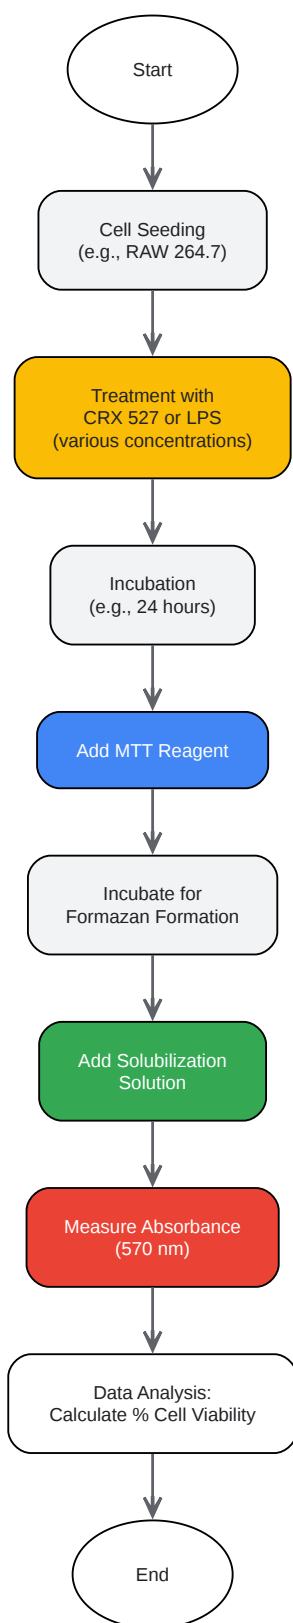 Start
Cell Seeding
(e.g., RAW 264.7)
Treatment with
CRX 527 or LPS
(various concentrations)
Incubation
(e.g., 24 hours)
Add MTT Reagent
Incubate for
Formazan Formation
Add Solubilization
Solution
Measure Absorbance
(570 nm)
Data Analysis:
Calculate % Cell Viability
End